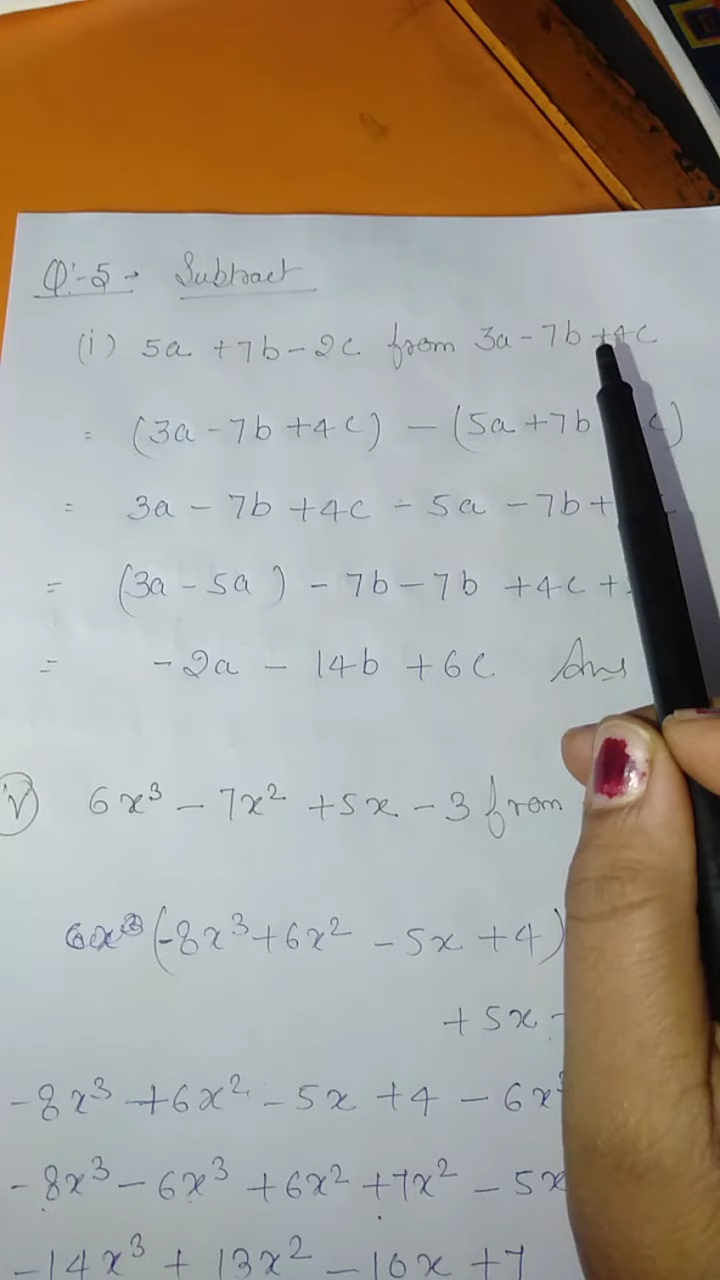 Q:-5 → Subtract
(i) 5a + 7b - 2c from 3a - 7b + 4c
= (3a - 7b + 4c) - (5a + 7b c)
= 3a - 7b + 4c - 5a - 7b +
= (3a - 5a) - 7b - 7b + 4c +
= -2a - 14b + 6c Ans
(V) 6x³ - 7x² + 5x - 3 from
(-8x³ + 6x² - 5x + 4)
+ 5x -
-8x³ + 6x² - 5x + 4 - 6x³
-8x³ - 6x³ + 6x² + 7x² - 5x
-14x³ + 13x² - 10x + 7